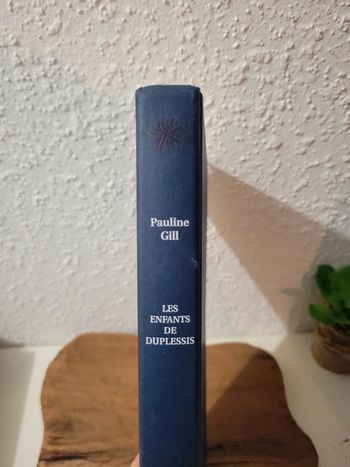 Pauline
Gill
LES
ENFANTS
DE
DUPLESSIS